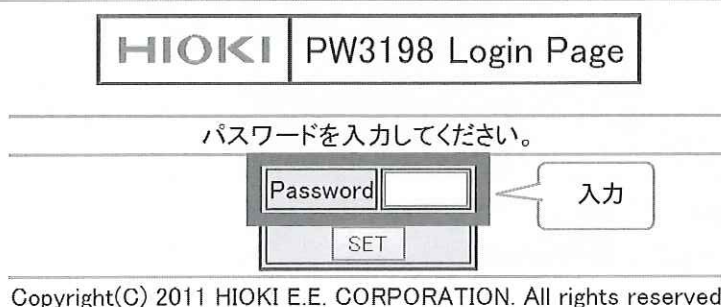 HIOKI PW3198 Login Page
パスワードを入力してください。
Password 入力
SET
Copyright(C) 2011 HIOKI E.E. CORPORATION. All rights reserved